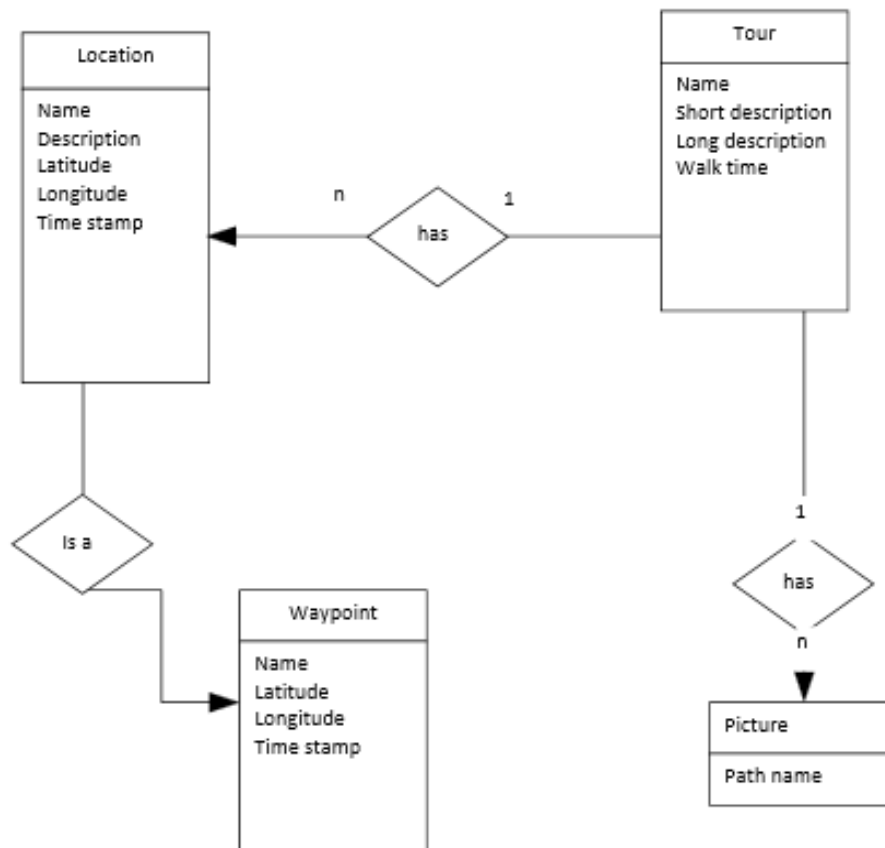 Location
Name
Description
Latitude
Longitude
Time stamp
n
has
1
Tour
Name
Short description
Long description
Walk time
Is a
Waypoint
Name
Latitude
Longitude
Time stamp
1
has
n
Picture
Path name